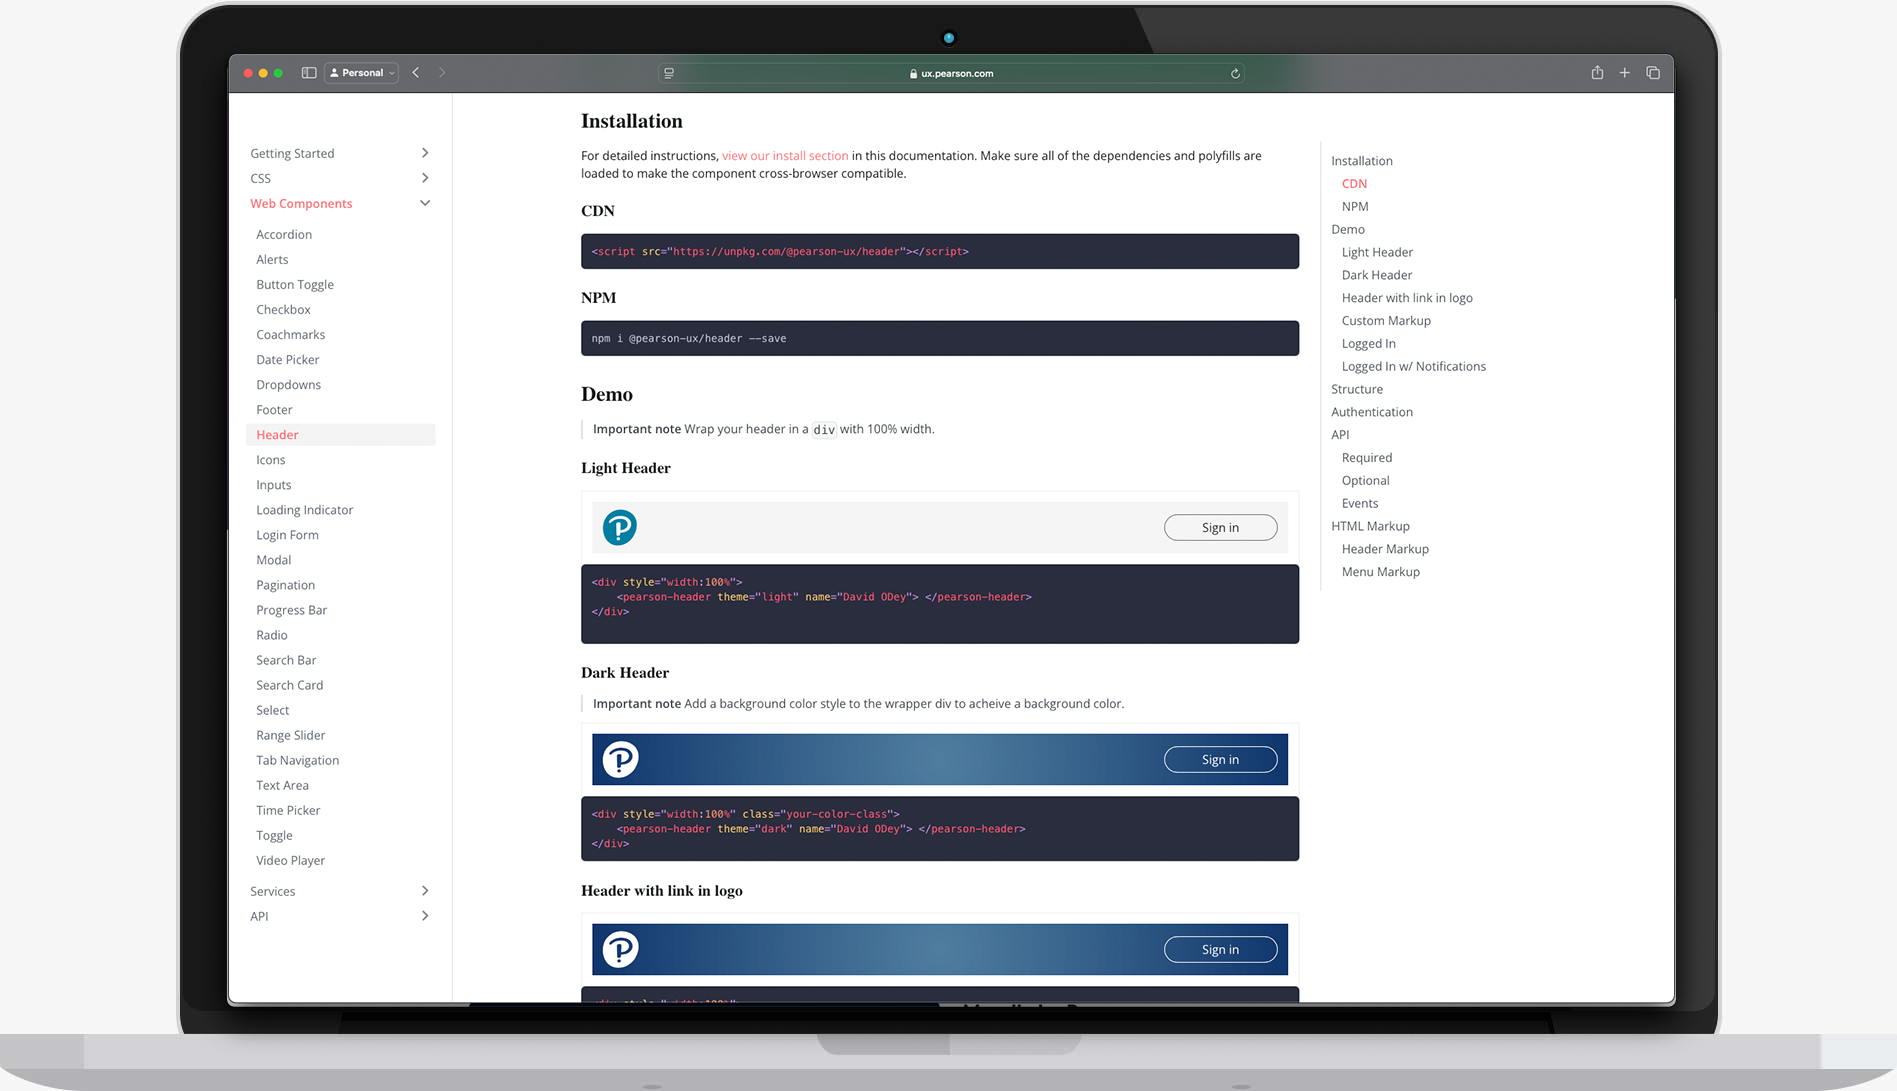 Personal
ux.pearson.com
Getting Started
CSS
Web Components
Accordion
Alerts
Button Toggle
Checkbox
Coachmarks
Date Picker
Dropdowns
Footer
Header
Icons
Inputs
Loading Indicator
Login Form
Modal
Pagination
Progress Bar
Radio
Search Bar
Search Card
Select
Range Slider
Tab Navigation
Text Area
Time Picker
Toggle
Video Player
Services
API
Installation
For detailed instructions, view our install section in this documentation. Make sure all of the dependencies and polyfills are
loaded to make the component cross-browser compatible.
CDN
<script src="https://unpkg.com/@pearson-ux/header"></script>
NPM
npm i @pearson-ux/header --save
Demo
Important note Wrap your header in a div with 100% width.
Light Header
Sign in
<div style="width:100%">
<pearson-header theme="light" name="David ODey"> </pearson-header>
</div>
Dark Header
Important note Add a background color style to the wrapper div to acheive a background color.
Sign in
<div style="width:100%" class="your-color-class">
<pearson-header theme="dark" name="David ODey"> </pearson-header>
</div>
Header with link in logo
Sign in
Installation
CDN
NPM
Demo
Light Header
Dark Header
Header with link in logo
Custom Markup
Logged In
Logged In w/ Notifications
Structure
Authentication
API
Required
Optional
Events
HTML Markup
Header Markup
Menu Markup